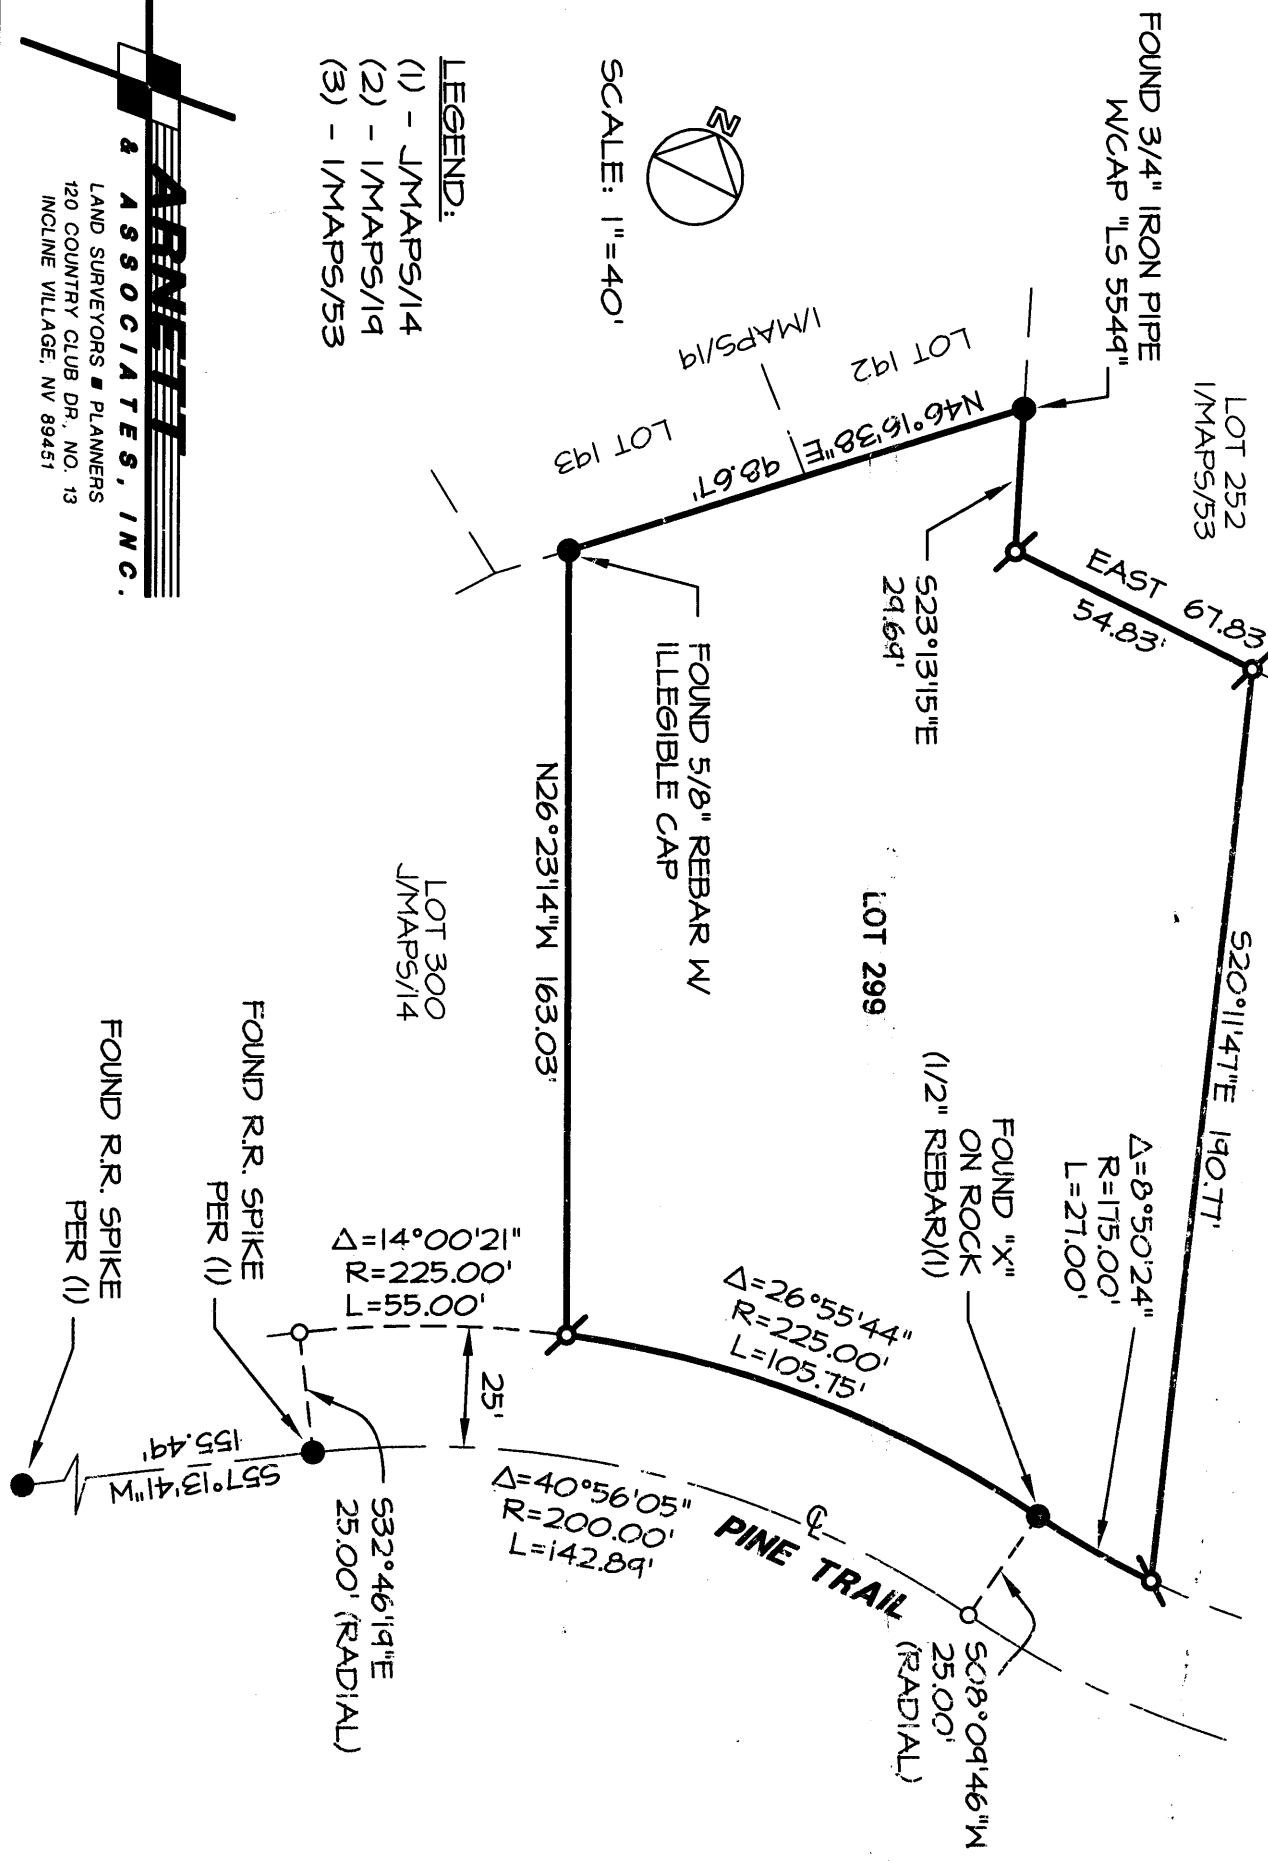 FOUND 3/4" IRON PIPE
W/CAP "LS 5549"
LOT 252
1/MAPS/53
N
SCALE: 1"=40'
LEGEND:
(1) - J/MAPS/14
(2) - 1/MAPS/19
(3) - 1/MAPS/53
ARNETT
& ASSOCIATES, INC.
LAND SURVEYORS ■ PLANNERS
120 COUNTRY CLUB DR., NO. 13
INCLINE VILLAGE, NV 89451
LOT 192
1/MAPS/19
LOT 193
N46°16'38"E 98.67'
S23°13'15"E
29.69'
EAST 67.83
54.83'
FOUND 5/8" REBAR W/
ILLEGIBLE CAP
S20°11'47"E 190.77'
LOT 299
N26°23'14"W 163.03'
LOT 300
J/MAPS/14
Δ=8°50'24"
R=175.00'
L=27.00'
FOUND "X"
ON ROCK
(1/2" REBAR)(1)
Δ=26°55'44"
R=225.00'
L=105.75'
Δ=14°00'21"
R=225.00'
L=55.00'
25'
FOUND R.R. SPIKE
PER (1)
FOUND R.R. SPIKE
PER (1)
S57°13'41"W
155.49'
S32°46'19"E
25.00' (RADIAL)
Δ=40°56'05"
R=200.00'
L=142.89'
℄
PINE TRAIL
S08°09'46"W
25.00'
(RADIAL)